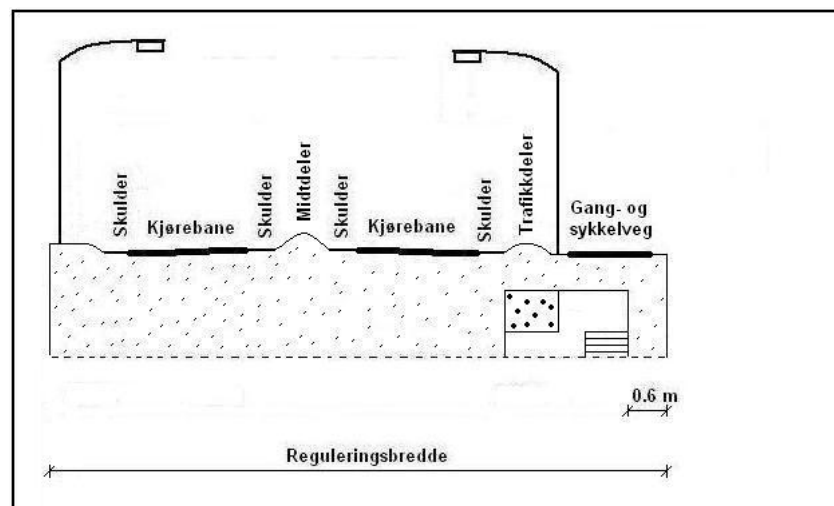 Skulder
Kjørebane
Skulder
Midtdeler
Skulder
Kjørebane
Skulder
Trafikkdeler
Gang- og
sykkelveg
0.6 m
Reguleringsbredde